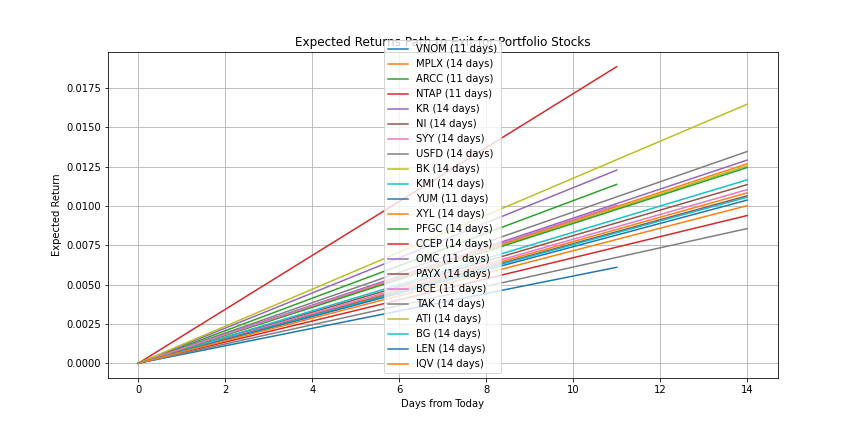 Expected Returns Path to Exit for Portfolio Stocks
Expected Return
0.0175
0.0150
0.0125
0.0100
0.0075
0.0050
0.0025
0.0000
VNOM (11 days)
MPLX (14 days)
ARCC (11 days)
NTAP (11 days)
KR (14 days)
NI (14 days)
SYY (14 days)
USFD (14 days)
BK (14 days)
KMI (14 days)
YUM (11 days)
XYL (14 days)
PFGC (14 days)
CCEP (14 days)
OMC (11 days)
PAYX (14 days)
BCE (11 days)
TAK (14 days)
ATI (14 days)
BG (14 days)
LEN (14 days)
IQV (14 days)
0 2 4 6 8 10 12 14
Days from Today